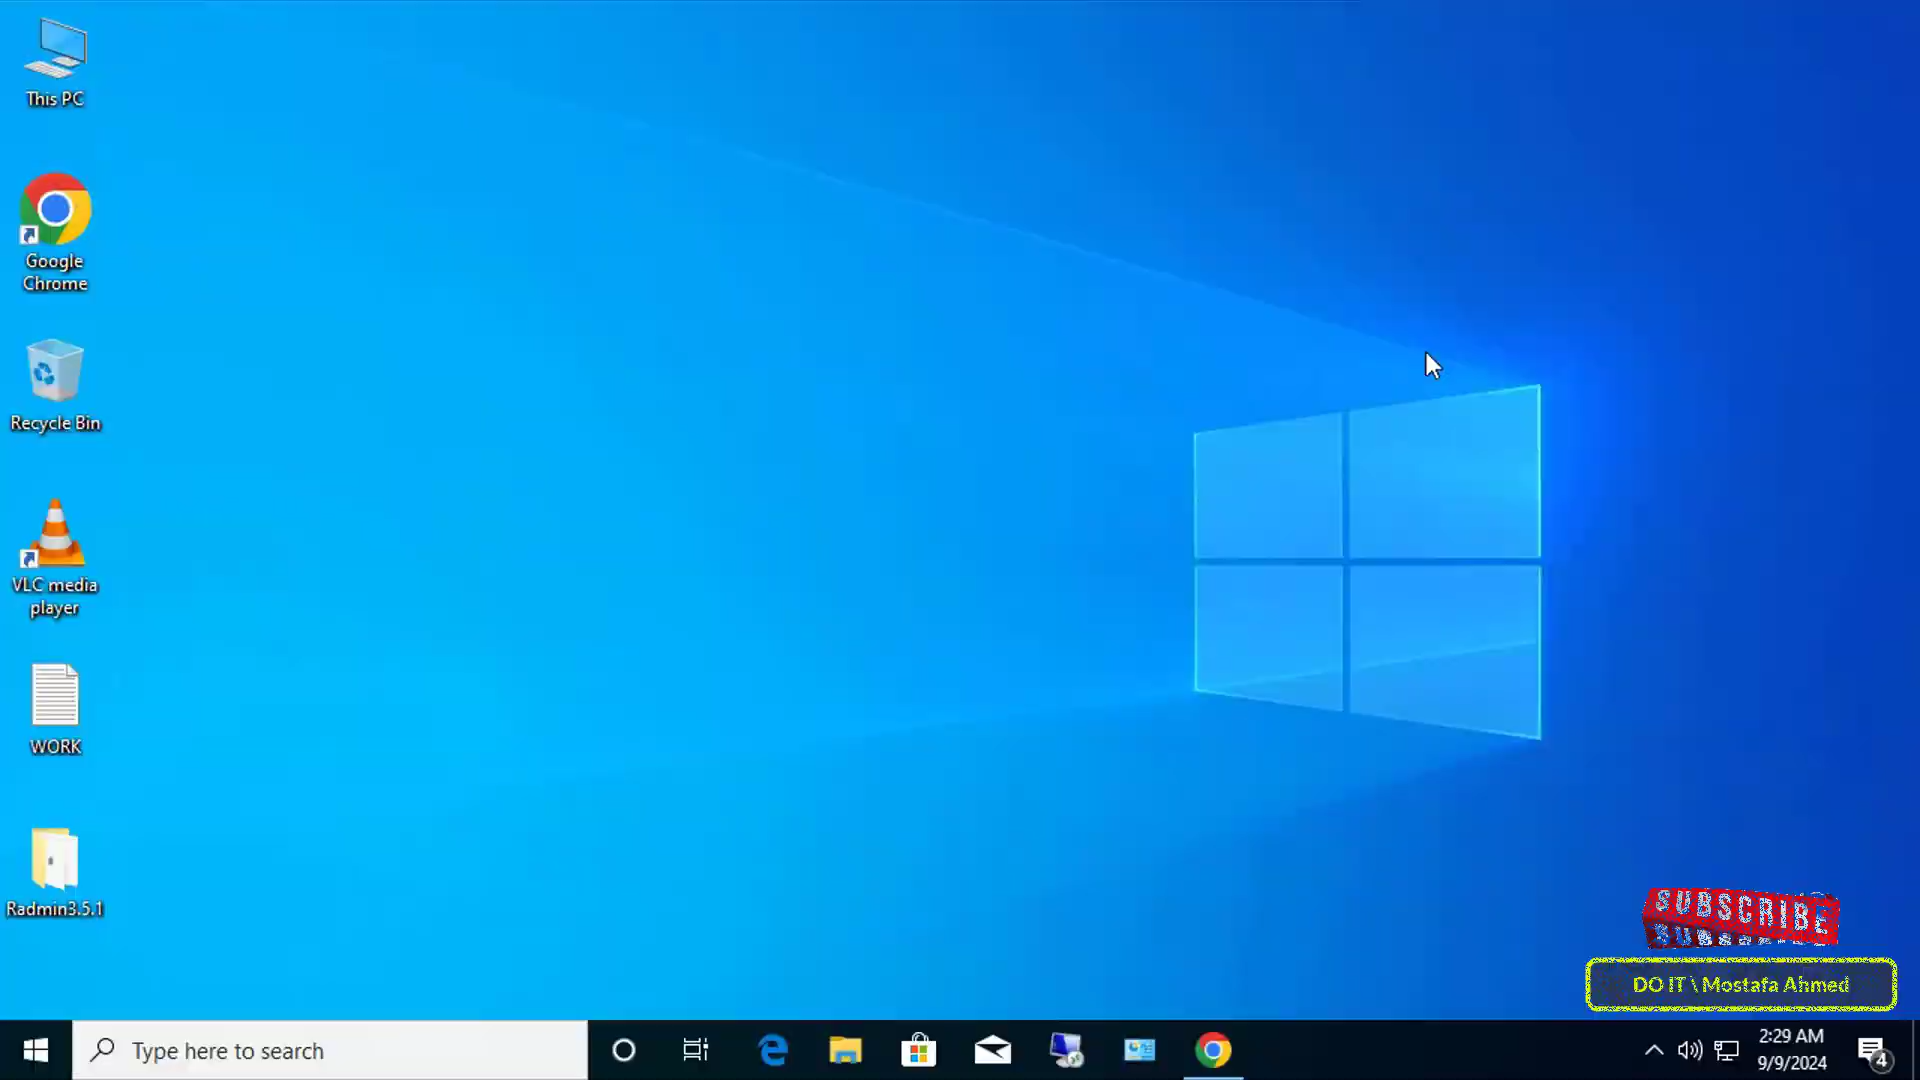 This PC
Google
Chrome
Recycle Bin
VLC media
player
WORK
Radmin3.5.1
SUBSCRIBE
DO IT \ Mostafa Ahmed
Type here to search
2:29 AM
9/9/2024
4